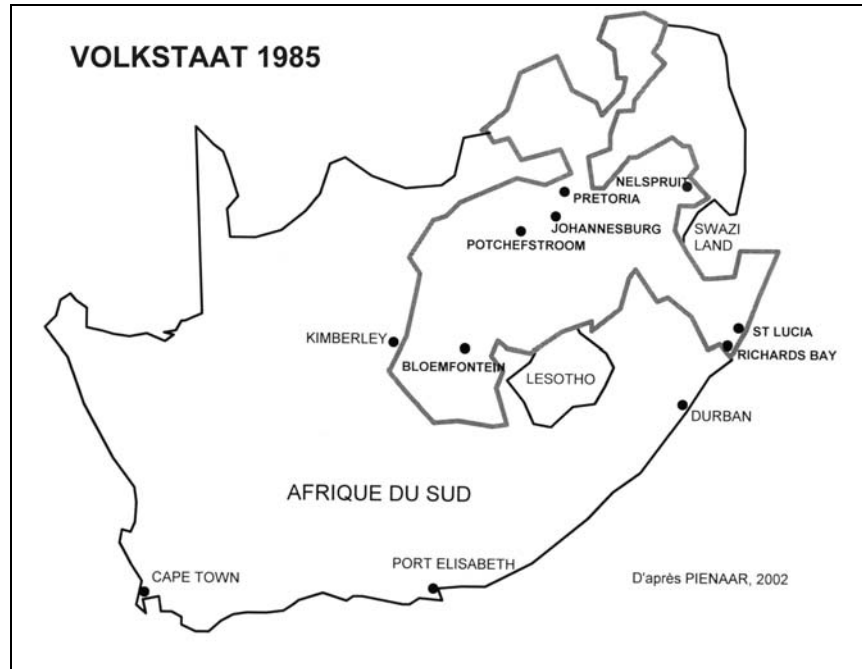 VOLKSTAAT 1985
NELSPRUIT
PRETORIA
JOHANNESBURG
SWAZI
LAND
POTCHEFSTROOM
KIMBERLEY
ST LUCIA
RICHARDS BAY
BLOEMFONTEIN
LESOTHO
DURBAN
AFRIQUE DU SUD
PORT ELISABETH
CAPE TOWN
D'après PIENAAR, 2002